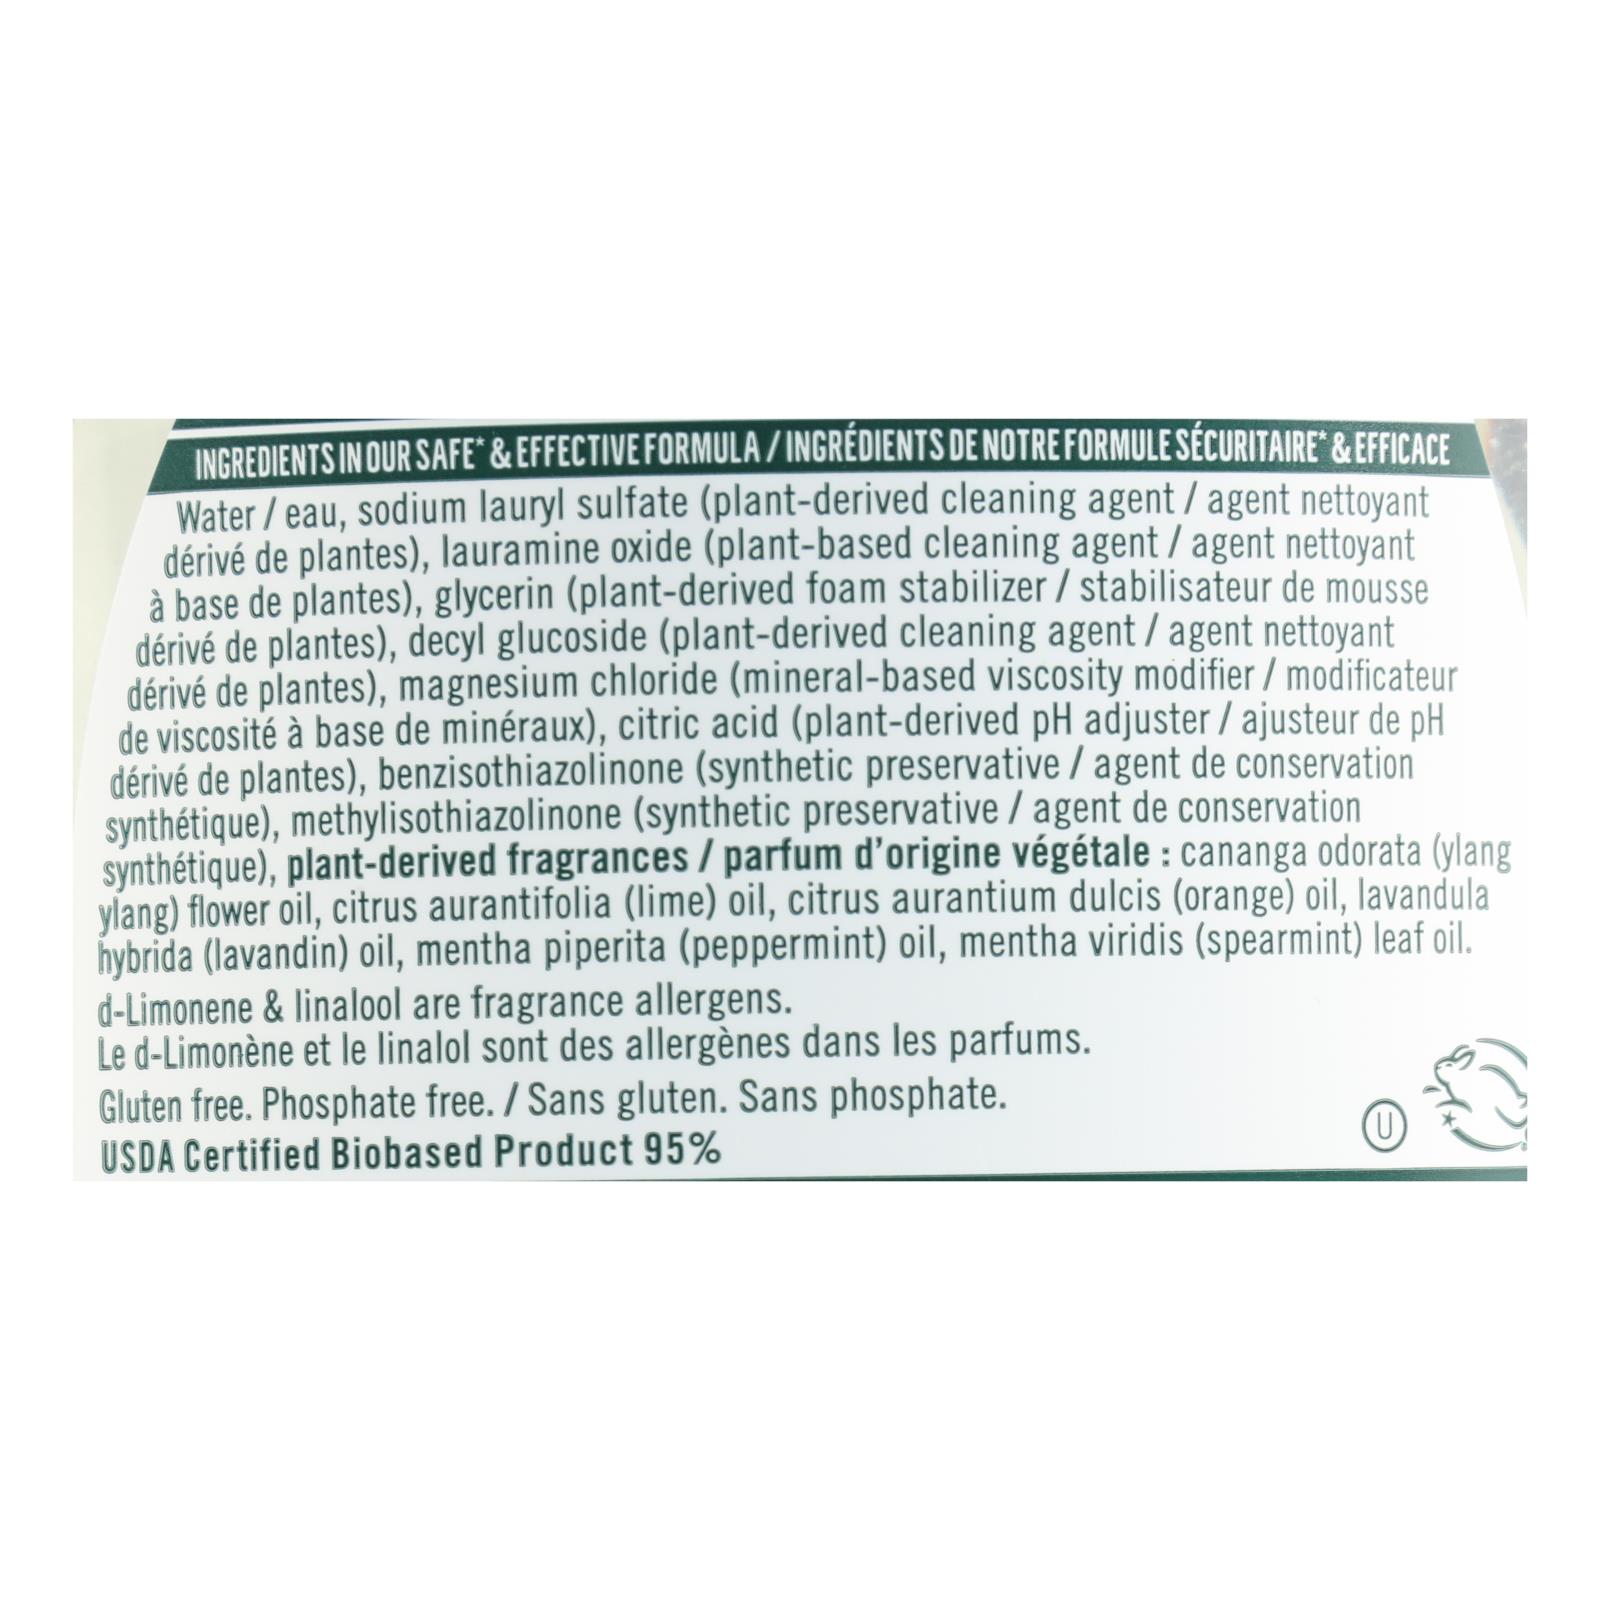 INGREDIENTS IN OUR SAFE* & EFFECTIVE FORMULA / INGRÉDIENTS DE NOTRE FORMULE SÉCURITAIRE* & EFFICACE
Water / eau, sodium lauryl sulfate (plant-derived cleaning agent / agent nettoyant
dérivé de plantes), lauramine oxide (plant-based cleaning agent / agent nettoyant
à base de plantes), glycerin (plant-derived foam stabilizer / stabilisateur de mousse
dérivé de plantes), decyl glucoside (plant-derived cleaning agent / agent nettoyant
dérivé de plantes), magnesium chloride (mineral-based viscosity modifier / modificateur
de viscosité à base de minéraux), citric acid (plant-derived pH adjuster / ajusteur de pH
dérivé de plantes), benzisothiazolinone (synthetic preservative / agent de conservation
synthétique), methylisothiazolinone (synthetic preservative / agent de conservation
synthétique), plant-derived fragrances / parfum d'origine végétale : cananga odorata (ylang
ylang) flower oil, citrus aurantifolia (lime) oil, citrus aurantium dulcis (orange) oil, lavandula
hybrida (lavandin) oil, mentha piperita (peppermint) oil, mentha viridis (spearmint) leaf oil.
d-Limonene & linalool are fragrance allergens.
Le d-Limonène et le linalol sont des allergènes dans les parfums.
Gluten free. Phosphate free. / Sans gluten. Sans phosphate.
USDA Certified Biobased Product 95%
U